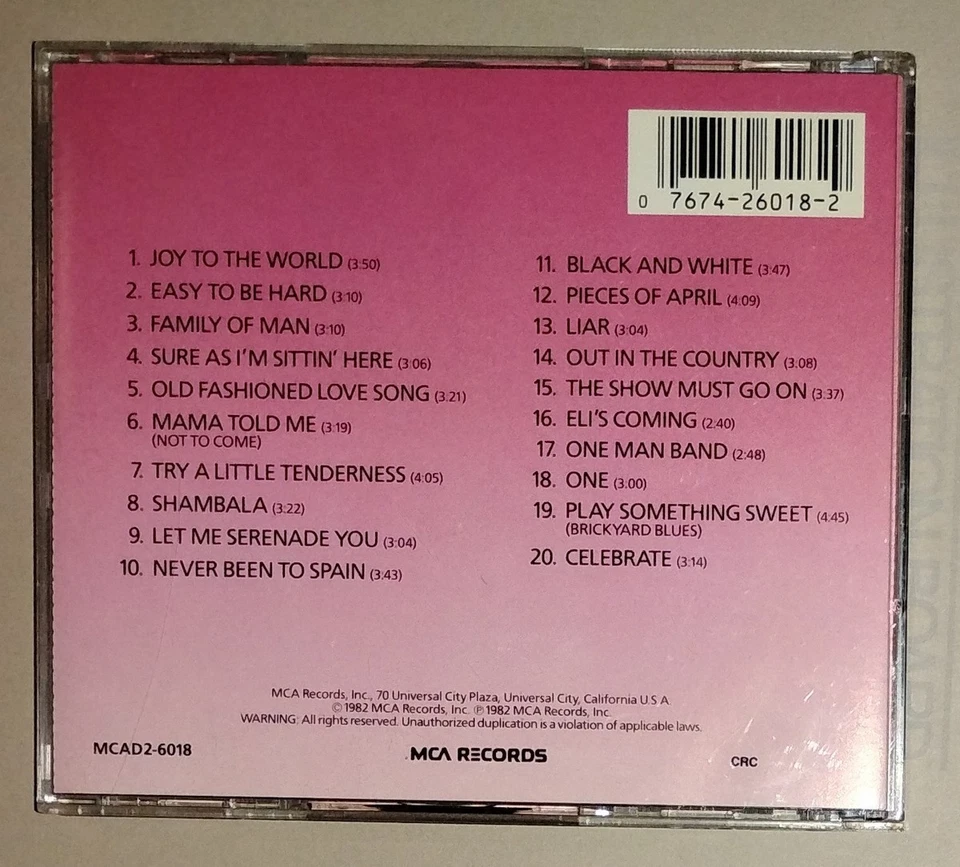 0 7674-26018-2
1. JOY TO THE WORLD (3:50)
2. EASY TO BE HARD (3:10)
3. FAMILY OF MAN (3:10)
4. SURE AS I'M SITTIN' HERE (3:06)
5. OLD FASHIONED LOVE SONG (3:21)
6. MAMA TOLD ME (3:19)
(NOT TO COME)
7. TRY A LITTLE TENDERNESS (4:05)
8. SHAMBALA (3:22)
9. LET ME SERENADE YOU (3:04)
10. NEVER BEEN TO SPAIN (3:43)
11. BLACK AND WHITE (3:47)
12. PIECES OF APRIL (4:09)
13. LIAR (3:04)
14. OUT IN THE COUNTRY (3:08)
15. THE SHOW MUST GO ON (3:37)
16. ELI'S COMING (2:40)
17. ONE MAN BAND (2:48)
18. ONE (3:00)
19. PLAY SOMETHING SWEET (4:45)
(BRICKYARD BLUES)
20. CELEBRATE (3:14)
MCA Records, Inc., 70 Universal City Plaza, Universal City, California U.S.A.
©1982 MCA Records, Inc. ℗1982 MCA Records, Inc.
WARNING: All rights reserved. Unauthorized duplication is a violation of applicable laws.
MCAD2-6018
MCA RECORDS
CRC